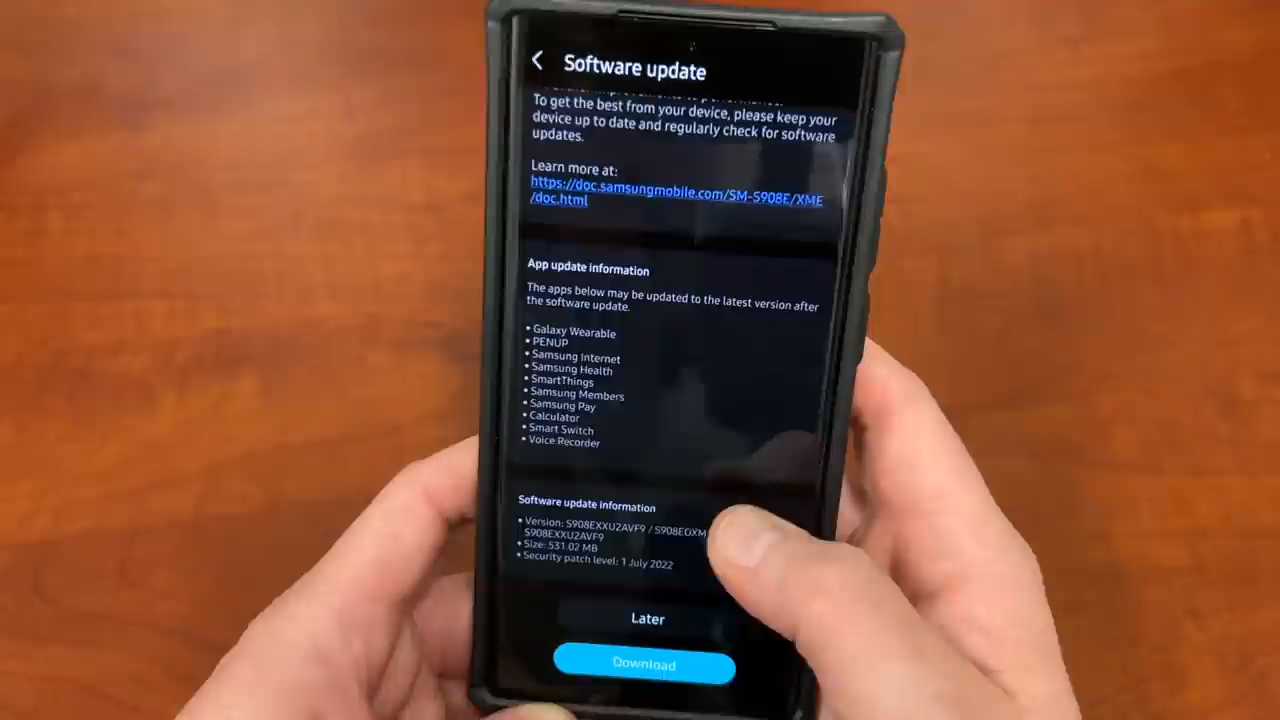 Software update
To get the best from your device, please keep your
device up to date and regularly check for software
updates.
Learn more at:
https://doc.samsungmobile.com/SM-S908E/XME
/doc.html
App update information
The apps below may be updated to the latest version after
the software update.
• Galaxy Wearable
• PENUP
• Samsung Internet
• Samsung Health
• SmartThings
• Samsung Members
• Samsung Pay
• Calculator
• Smart Switch
• Voice Recorder
Software update information
• Version: S908EXXU2AVF9 / S908EOXM
S908EXXU2AVF9
• Size: 531.02 MB
• Security patch level: 1 July 2022
Later
Download